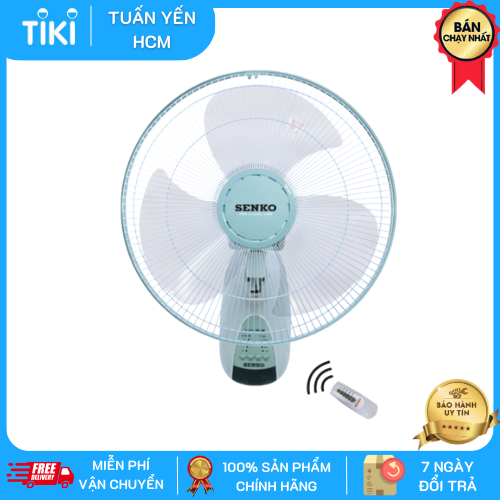 TIKI
TUẤN YẾN
HCM
BÁN
CHẠY NHẤT
SENKO
SENKO
BẢO HÀNH
UY TÍN
FREE
DELIVERY
MIỄN PHÍ
VẬN CHUYỂN
100% SẢN PHẨM
CHÍNH HÃNG
7 NGÀY
ĐỔI TRẢ